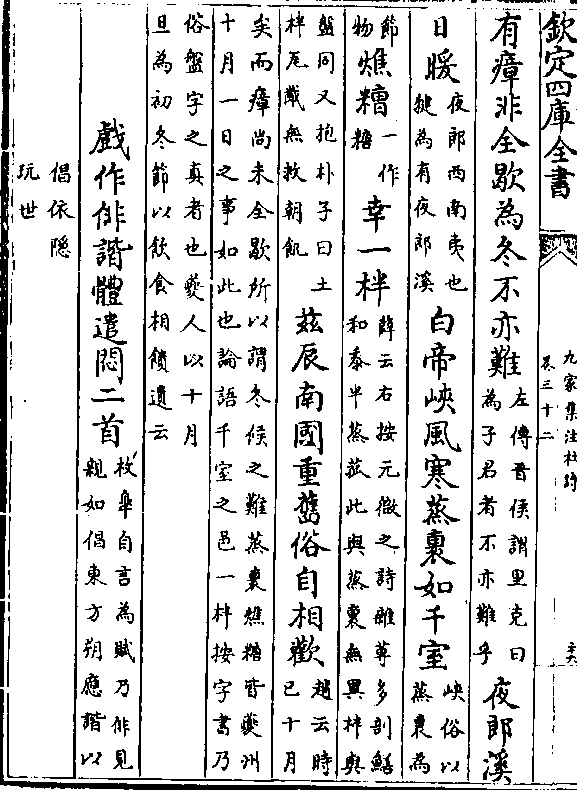 欽定四庫全書
九家集注杜詩
卷三十二
有瘴非全歇為冬不亦難左傳晉侯謂里克曰為子君者不亦難乎夜郎溪
日暖夜郎西南夷也犍為有夜郎溪白帝峽風寒蒸裹如千室峽俗以蒸裹為
節物燋糟一作糖幸一柈薛云右按元微之詩雜蓴多剖鱔和黍半蒸菰此與蒸裹無異柈與
盤同又抱朴子曰土柈瓦胾無救朝飢茲辰南國重舊俗自相歡趙云時已十月
矣而瘴尚未全歇所以謂冬候之難蒸裹燋糖皆夔州十月一日之事如此也論語千室之邑一柈按字書乃
俗盤字之真者也夔人以十月旦為初冬節以飲食相饋遺云
戲作俳諧體遣悶二首枚臯自言為賦乃俳見視如倡東方朔應諧以
倡依隠玩世